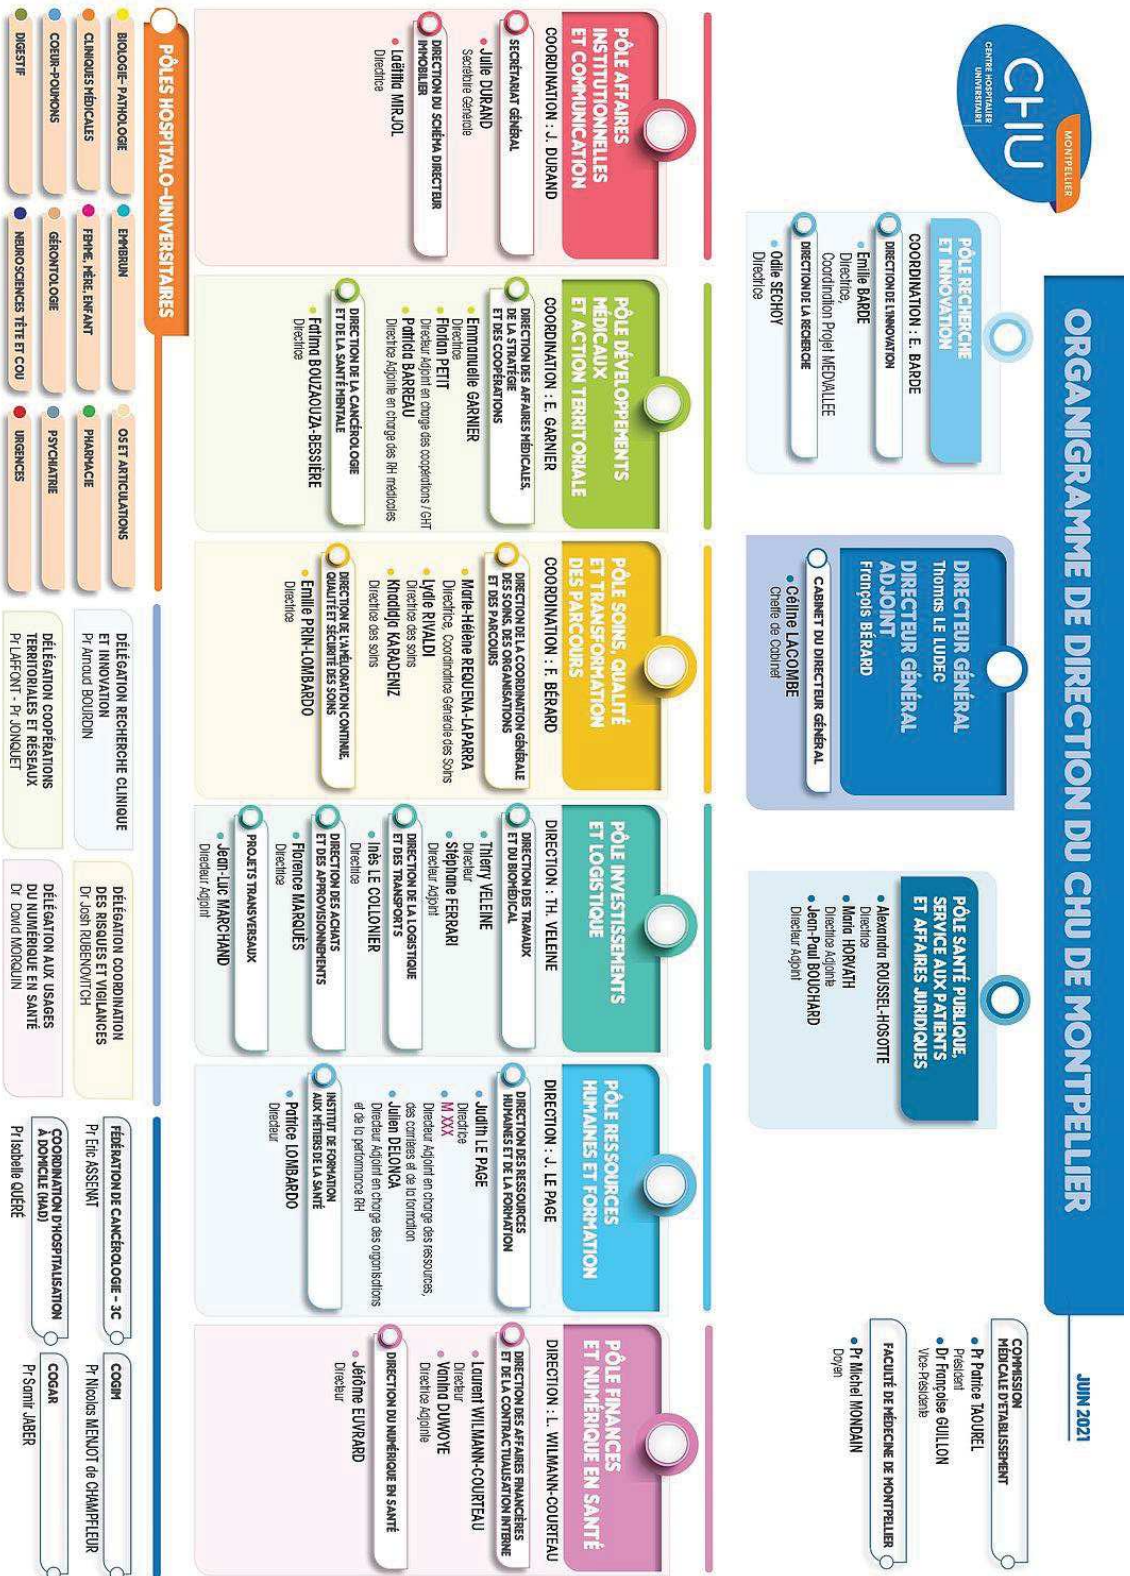 CHU
MONTPELLIER
CENTRE HOSPITALIER
UNIVERSITAIRE
ORGANIGRAMME DE DIRECTION DU CHU DE MONTPELLIER
JUIN 2021
PÔLE RECHERCHE
ET INNOVATION
COORDINATION : E. BARDE
DIRECTION DE L'INNOVATION
• Emilie BARDE
Directrice,
Coordination Projet MEDVALLEE
DIRECTION DE LA RECHERCHE
• Odile SECHOY
Directrice
DIRECTEUR GÉNÉRAL
Thomas LE LUDEC
DIRECTEUR GÉNÉRAL
ADJOINT
François BÉRARD
CABINET DU DIRECTEUR GÉNÉRAL
• Céline LACOMBE
Cheffe de Cabinet
PÔLE SANTÉ PUBLIQUE,
SERVICE AUX PATIENTS
ET AFFAIRES JURIDIQUES
• Alexandra ROUSSEL-HOSOTTE
Directrice
• Maria HORVATH
Directrice Adjointe
• Jean-Paul BOUCHARD
Directeur Adjoint
COMMISSION
MÉDICALE D'ETABLISSEMENT
• Pr Patrice TAOUREL
Président
• Dr Françoise GUILLON
Vice-Présidente
FACULTÉ DE MÉDECINE DE MONTPELLIER
• Pr Michel MONDAIN
Doyen
PÔLE AFFAIRES
INSTITUTIONNELLES
ET COMMUNICATION
COORDINATION : J. DURAND
SECRÉTARIAT GÉNÉRAL
• Julie DURAND
Secrétaire Générale
DIRECTION DU SCHÉMA DIRECTEUR
IMMOBILIER
• Laëtitia MIRJOL
Directrice
PÔLE DÉVELOPPEMENTS
MÉDICAUX
ET ACTION TERRITORIALE
COORDINATION : E. GARNIER
DIRECTION DES AFFAIRES MÉDICALES,
DE LA STRATÉGIE
ET DES COOPÉRATIONS
• Emmanuelle GARNIER
Directrice
• Florian PETIT
Directeur Adjoint en charge des coopérations / GHT
• Patricia BARREAU
Directrice Adjointe en charge des RH médicales
DIRECTION DE LA CANCÉROLOGIE
ET DE LA SANTÉ MENTALE
• Fatima BOUZAOUZA-BESSIÈRE
Directrice
PÔLE SOINS, QUALITÉ
ET TRANSFORMATION
DES PARCOURS
COORDINATION : F. BÉRARD
DIRECTION DE LA COORDINATION GÉNÉRALE
DES SOINS, DES ORGANISATIONS
ET DES PARCOURS
• Marie-Hélène REQUENA-LAPARRA
Directrice, Coordinatrice Générale des Soins
• Lydie RIVALDI
Directrice des soins
• Khadidja KARADENIZ
Directrice des soins
DIRECTION DE L'AMÉLIORATION CONTINUE,
QUALITÉ ET SÉCURITÉ DES SOINS
• Emilie PRIN-LOMBARDO
Directrice
PÔLE INVESTISSEMENTS
ET LOGISTIQUE
DIRECTION : TH. VELEINE
DIRECTION DES TRAVAUX
ET DU BIOMÉDICAL
• Thierry VELEINE
Directeur
• Stéphane FERRARI
Directeur Adjoint
DIRECTION DE LA LOGISTIQUE
ET DES TRANSPORTS
• Inès LE COLLONIER
Directrice
DIRECTION DES ACHATS
ET DES APPROVISIONNEMENTS
• Florence MARQUÈS
Directrice
PROJETS TRANSVERSAUX
• Jean-Luc MARCHAND
Directeur Adjoint
PÔLE RESSOURCES
HUMAINES ET FORMATION
DIRECTION : J. LE PAGE
DIRECTION DES RESSOURCES
HUMAINES ET DE LA FORMATION
• Judith LE PAGE
Directrice
• M XXX
Directeur Adjoint en charge des ressources,
des carrières et de la formation
• Julien DELONCA
Directeur Adjoint en charge des organisations
et de la performance RH
INSTITUT DE FORMATION
AUX MÉTIERS DE LA SANTÉ
• Patrice LOMBARDO
Directeur
PÔLE FINANCES
ET NUMÉRIQUE EN SANTÉ
DIRECTION : L. WILMANN-COURTEAU
DIRECTION DES AFFAIRES FINANCIÈRES
ET DE LA CONTRACTUALISATION INTERNE
• Laurent WILMANN-COURTEAU
Directeur
• Vanina DUWOYE
Directrice Adjointe
DIRECTION DU NUMÉRIQUE EN SANTÉ
• Jérôme EUVRARD
Directeur
PÔLES HOSPITALO-UNIVERSITAIRES
BIOLOGIE-PATHOLOGIE
EMMBRUN
OS ET ARTICULATIONS
CLINIQUES MÉDICALES
FEMME, MÈRE, ENFANT
PHARMACIE
COEUR-POUMONS
GÉRONTOLOGIE
PSYCHIATRIE
DIGESTIF
NEUROSCIENCES TÊTE ET COU
URGENCES
DÉLÉGATION RECHERCHE CLINIQUE
ET INNOVATION
Pr Arnaud BOURDIN
DÉLÉGATION COORDINATION
DES RISQUES ET VIGILANCES
Dr Josh RUBENOVITCH
DÉLÉGATION COOPÉRATIONS
TERRITORIALES ET RÉSEAUX
Pr LAFFONT - Pr JONQUET
DÉLÉGATION AUX USAGES
DU NUMÉRIQUE EN SANTÉ
Dr David MORQUIN
FÉDÉRATION DE CANCÉROLOGIE - 3C
Pr Eric ASSENAT
COGIM
Pr Nicolas MENJOT de CHAMPFLEUR
COORDINATION D'HOSPITALISATION
À DOMICILE (HAD)
Pr Isabelle QUÉRÉ
COGAR
Pr Samir JABER